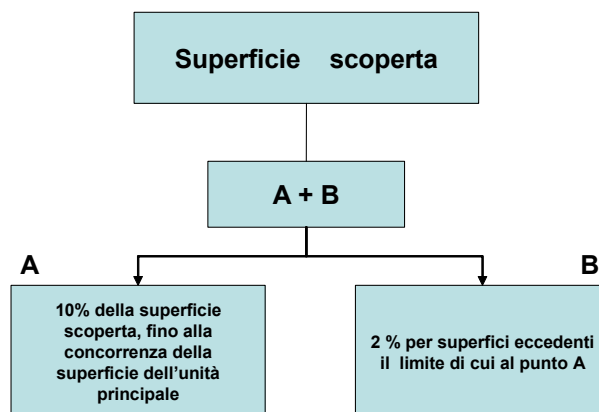 Superficie scoperta
A + B
A
B
10% della superficie
scoperta, fino alla
concorrenza della
superficie dell'unità
principale
2 % per superfici eccedenti
il limite di cui al punto A